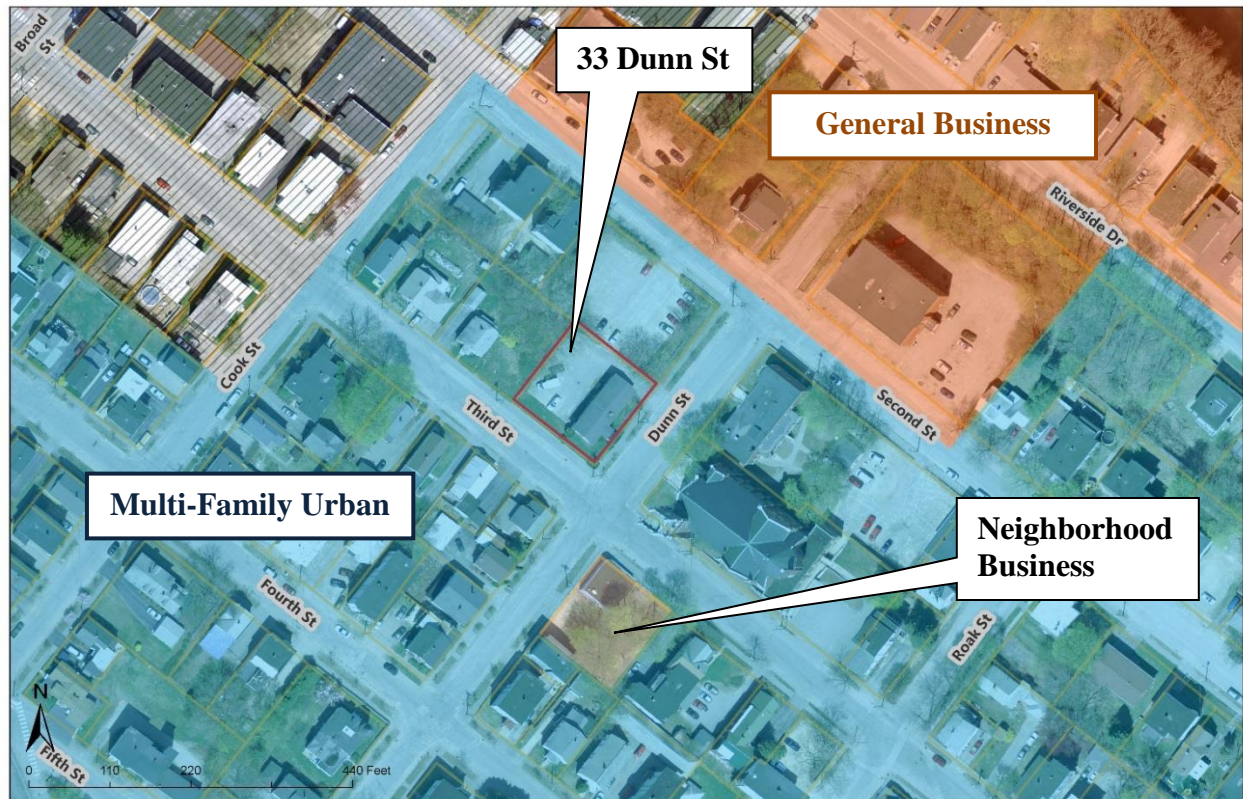 Broad
St
33 Dunn St
General Business
Riverside Dr
Cook St
Third St
Dunn St
Second St
Multi-Family Urban
Neighborhood
Business
Fourth St
Roak St
N
Fifth St
0 110 220 440 Feet